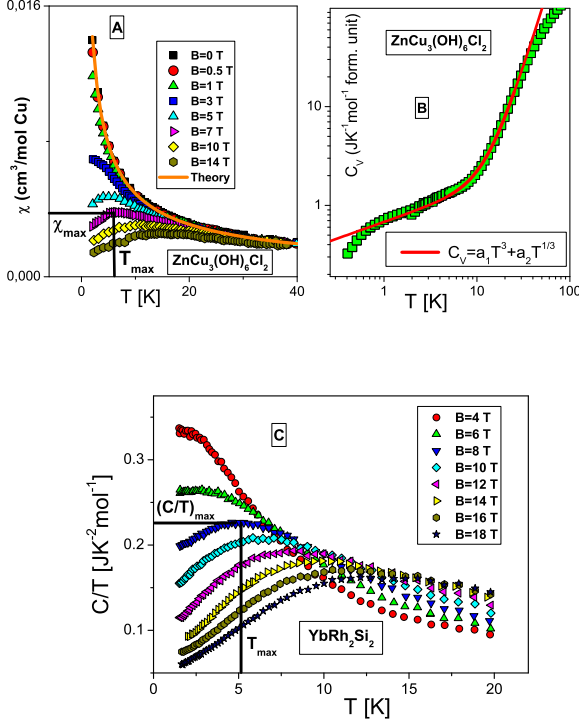 0,016
A
B=0 T
B=0.5 T
B=1 T
B=3 T
B=5 T
B=7 T
B=10 T
B=14 T
Theory
χ (cm³/mol Cu)
χmax
Tmax
ZnCu₃(OH)₆Cl₂
0,000
0
20
40
T [K]
ZnCu₃(OH)₆Cl₂
B
C_V (JK⁻¹mol⁻¹ form. unit)
10
1
C_V=a₁T³+a₂T^1/3
1
10
100
T [K]
C
B=4 T
B=6 T
B=8 T
B=10 T
B=12 T
B=14 T
B=16 T
B=18 T
0.3
(C/T)max
0.2
C/T [JK⁻²mol⁻¹]
0.1
Tmax
YbRh₂Si₂
0
5
10
15
20
T [K]